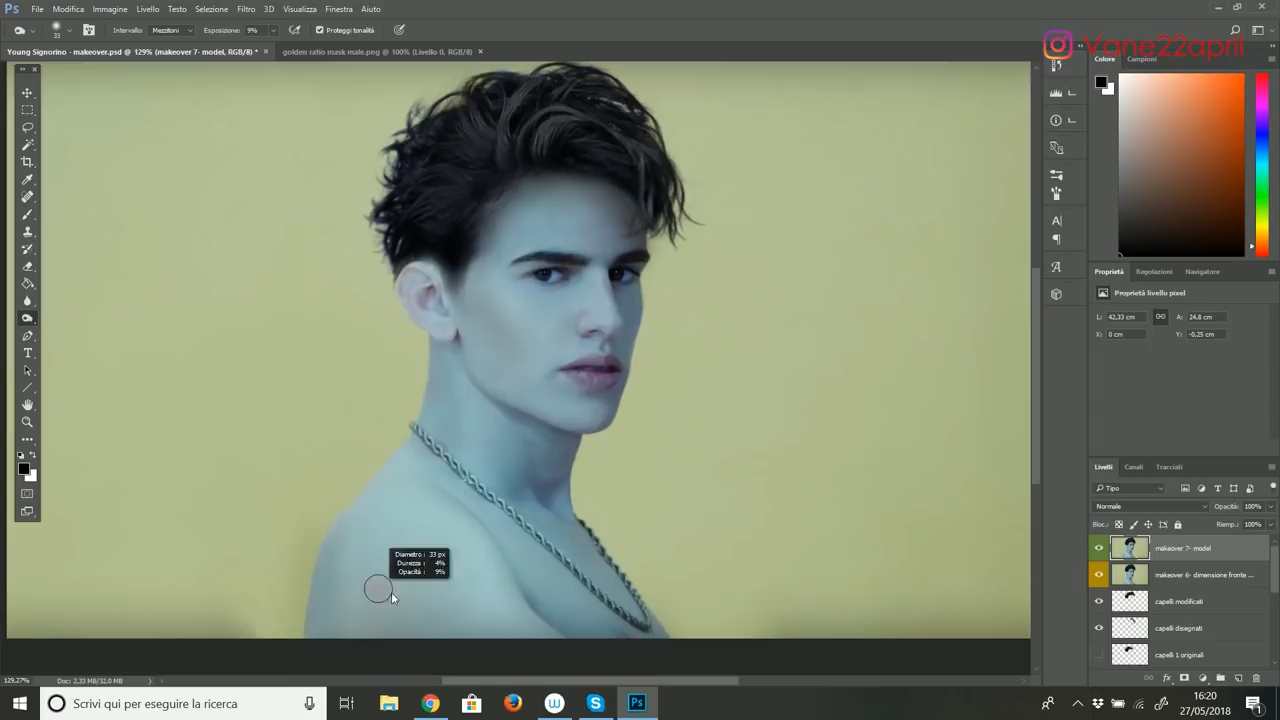 File Modifica Immagine Livello Testo Selezione Filtro 3D Visualizza Finestra Aiuto
33 Intervallo: Mezzitoni Esposizione: 9% Proteggi tonalità
Young Signorino - makeover.psd @ 129% (makeover 7- model, RGB/8) * × golden ratio mask male.png @ 100% (Livello 0, RGB/8) ×
Vane22april
Colore Campioni
Proprietà Regolazioni Navigatore
Proprietà livello pixel
L: 42,33 cm A: 24,8 cm
X: 0 cm Y: -0,25 cm
Livelli Canali Tracciati
Tipo
Normale Opacità: 100%
Bloc.: Riemp.: 100%
makeover 7- model
makeover 6- dimensione fronte ...
capelli modificati
capelli disegnati
capelli 1 originali
Diametro: 33 px
Durezza: 4%
Opacità: 9%
129,27% Doc: 2,33 MB/32,0 MB
Scrivi qui per eseguire la ricerca
16:20
27/05/2018